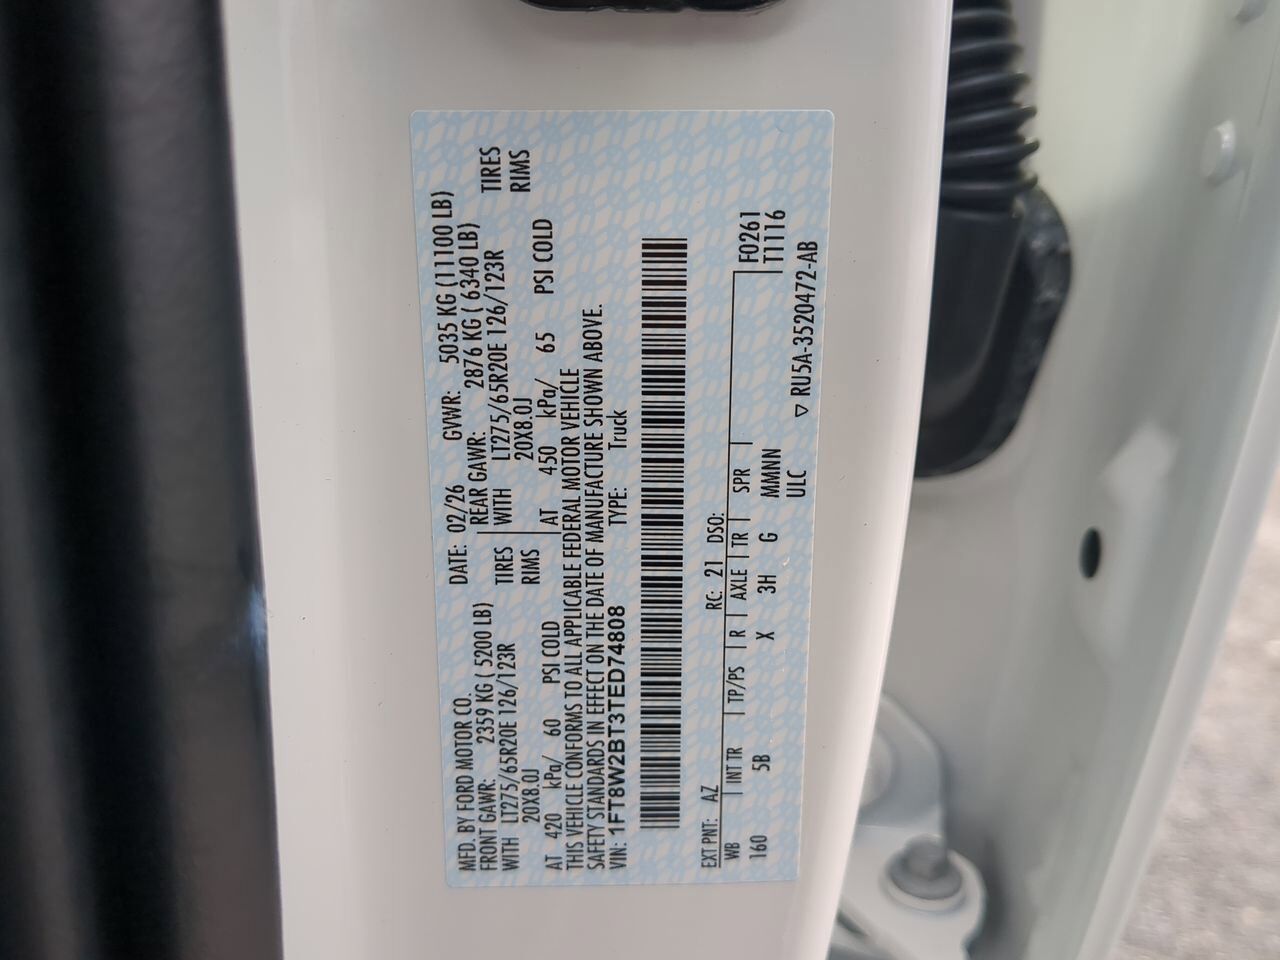 MFD. BY FORD MOTOR CO.
DATE: 02/26 GVWR: 5035 KG (11100 LB)
FRONT GAWR: 2359 KG ( 5200 LB)
REAR GAWR: 2876 KG ( 6340 LB)
WITH LT275/65R20E 126/123R TIRES
WITH LT275/65R20E 126/123R TIRES
20X8.0J RIMS
20X8.0J RIMS
AT 420 kPa/ 60 PSI COLD
AT 450 kPa/ 65 PSI COLD
THIS VEHICLE CONFORMS TO ALL APPLICABLE FEDERAL MOTOR VEHICLE
SAFETY STANDARDS IN EFFECT ON THE DATE OF MANUFACTURE SHOWN ABOVE.
VIN: 1FT8W2BT3TED74808 TYPE: Truck
EXT PNT: AZ RC: 21 DSO: F0261
WB INT TR TP/PS R AXLE TR SPR T1116
160 5B X 3H G MMNN
ULC
▽ RU5A-3520472-AB